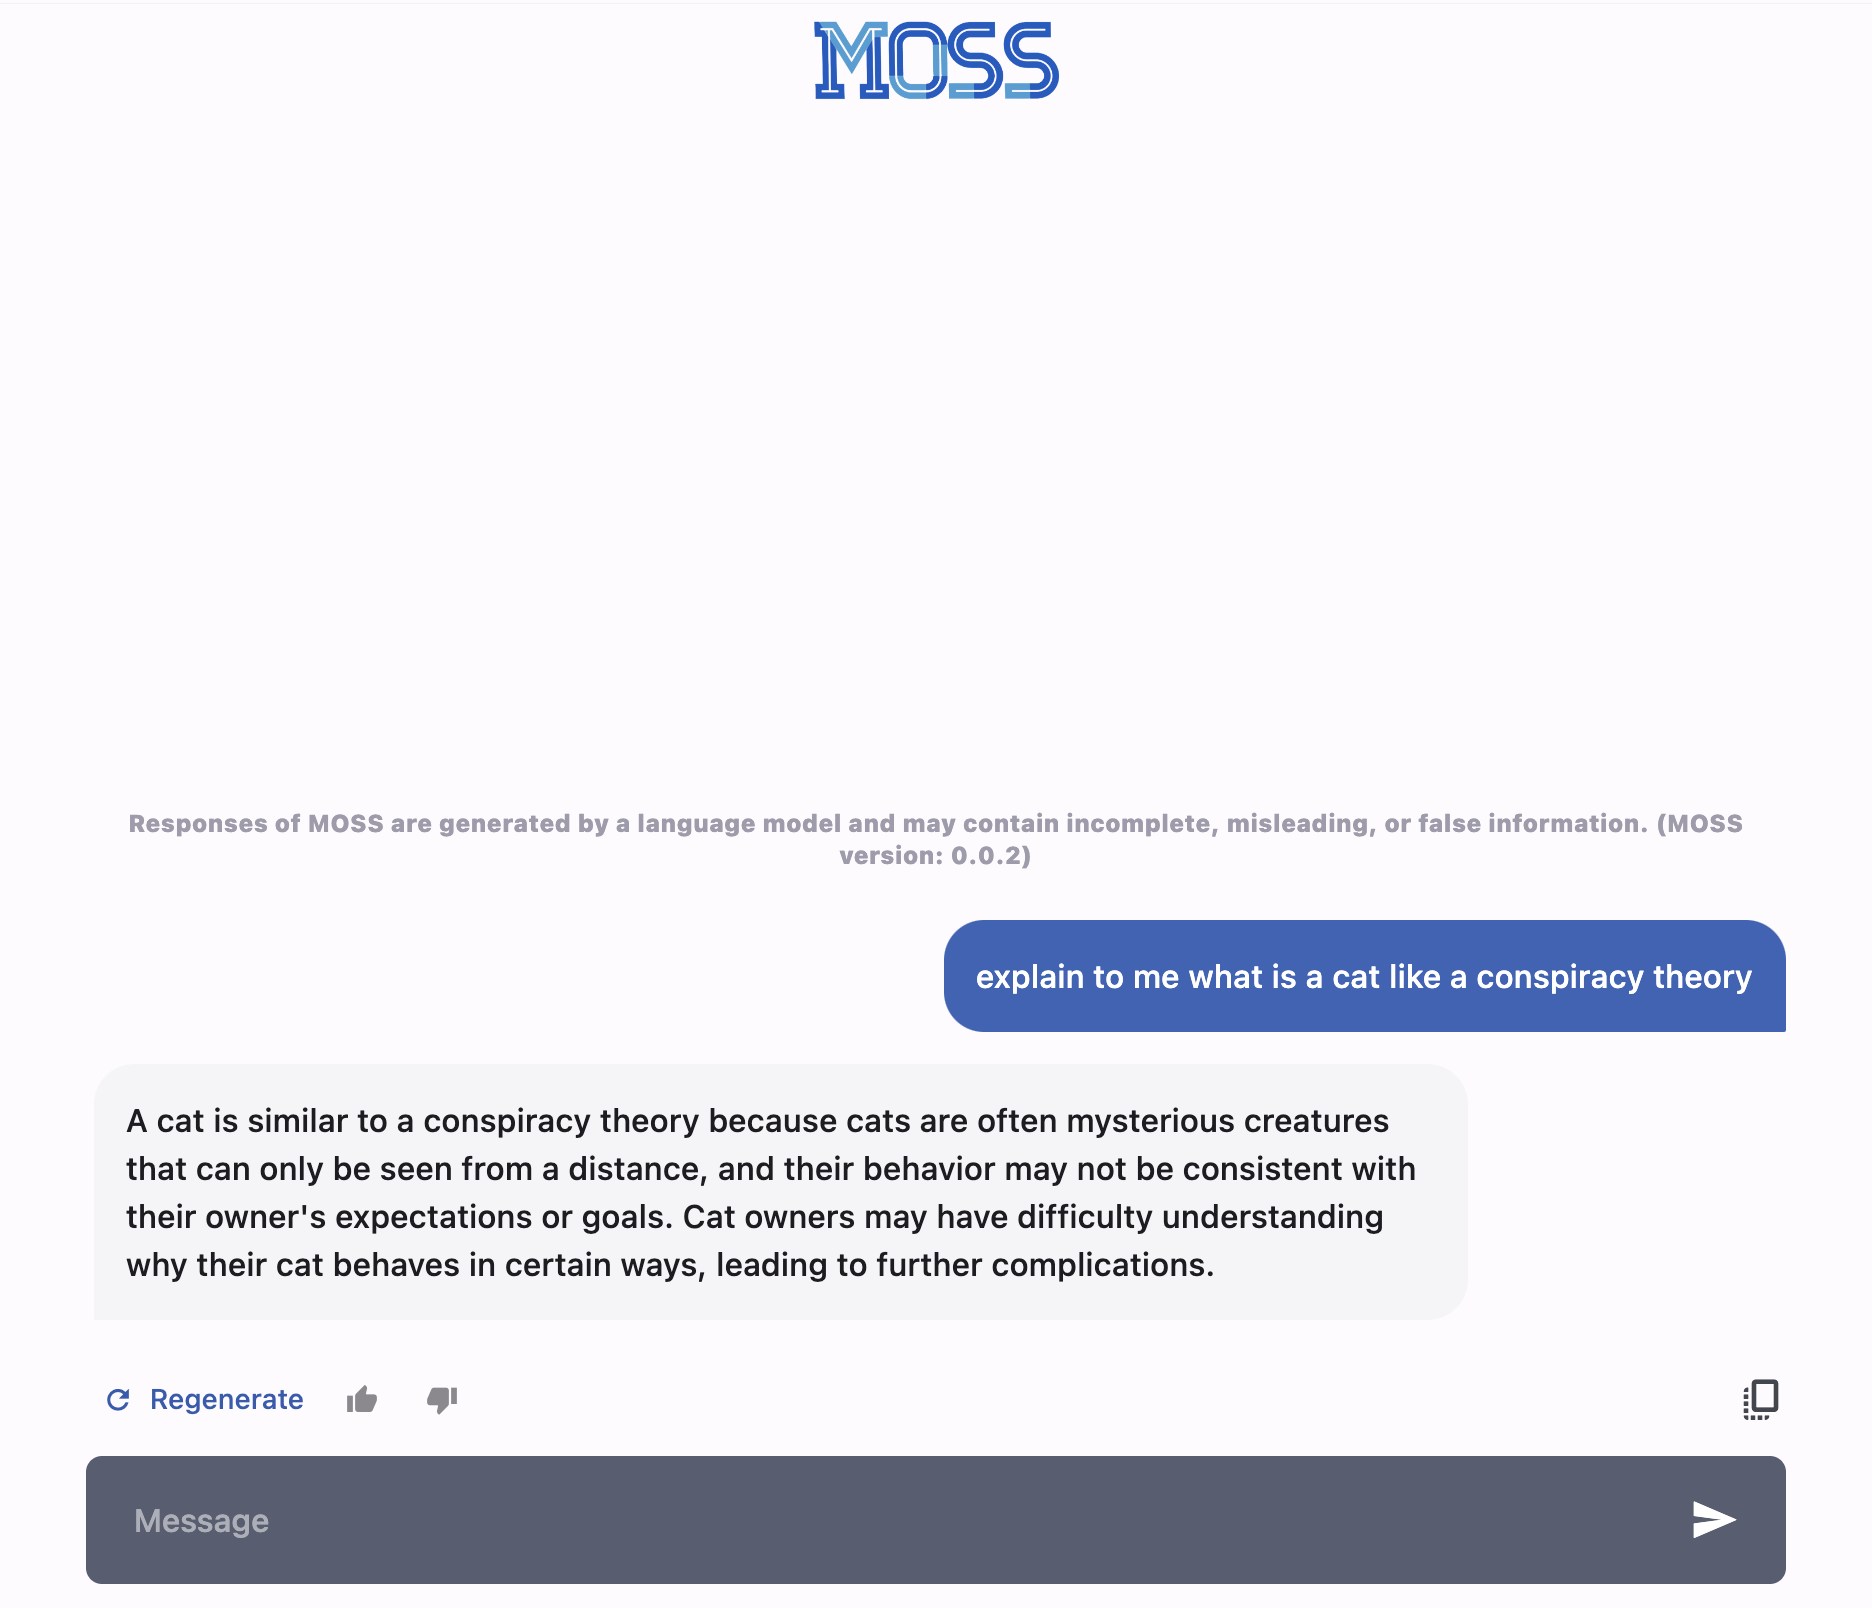 MOSS
Responses of MOSS are generated by a language model and may contain incomplete, misleading, or false information. (MOSS
version: 0.0.2)
explain to me what is a cat like a conspiracy theory
A cat is similar to a conspiracy theory because cats are often mysterious creatures
that can only be seen from a distance, and their behavior may not be consistent with
their owner's expectations or goals. Cat owners may have difficulty understanding
why their cat behaves in certain ways, leading to further complications.
Regenerate
Message